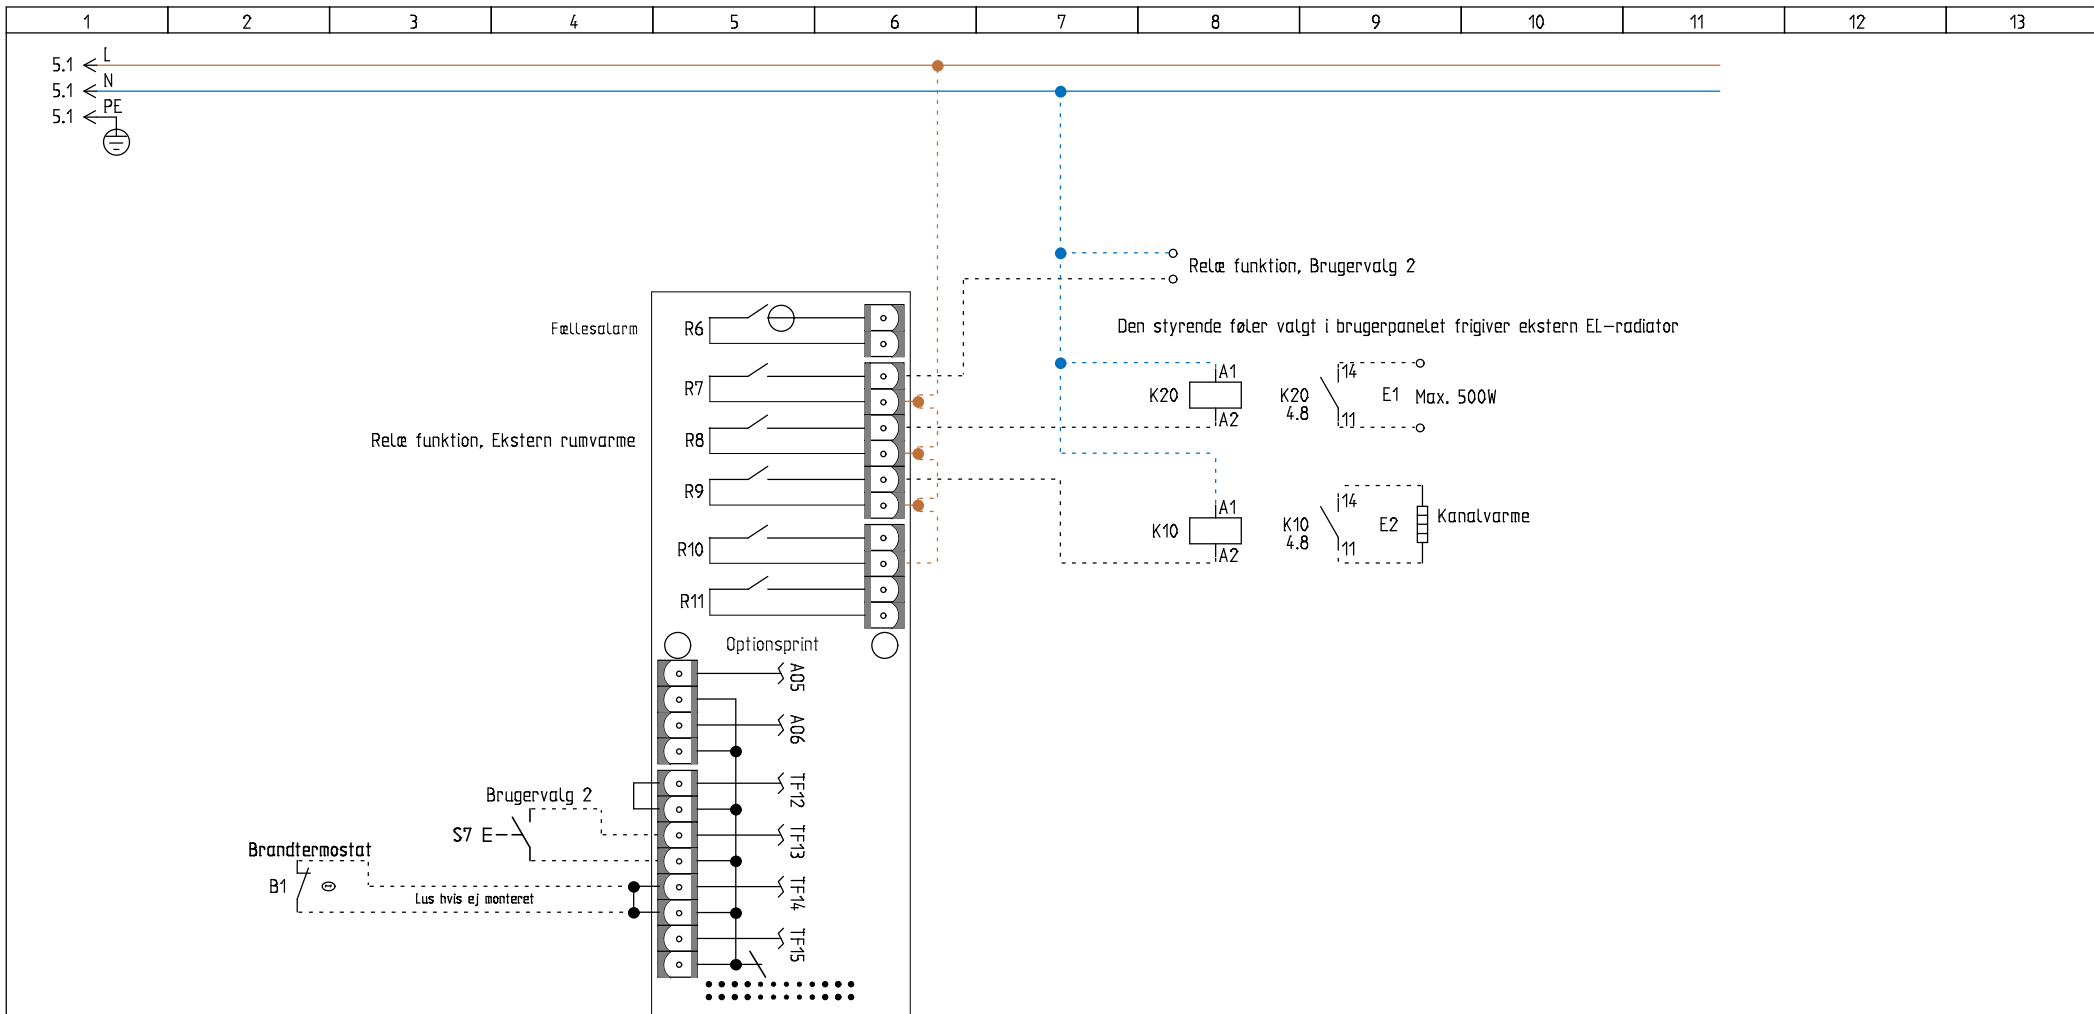 1 2 3 4 5 6 7 8 9 10 11 12 13
5.1 L
5.1 N
5.1 PE
Relæ funktion, Brugervalg 2
Fællesalarm R6
Den styrende føler valgt i brugerpanelet frigiver ekstern EL-radiator
R7
K20 A1 A2
K20 4.8 14 11
E1 Max. 500W
Relæ funktion, Ekstern rumvarme R8
R9
K10 A1 A2
K10 4.8 14 11
E2 Kanalvarme
R10
R11
Optionsprint
A05
A06
TF12
Brugervalg 2
S7
TF13
Brandtermostat
B1
TF14
Lus hvis ej monteret
TF15